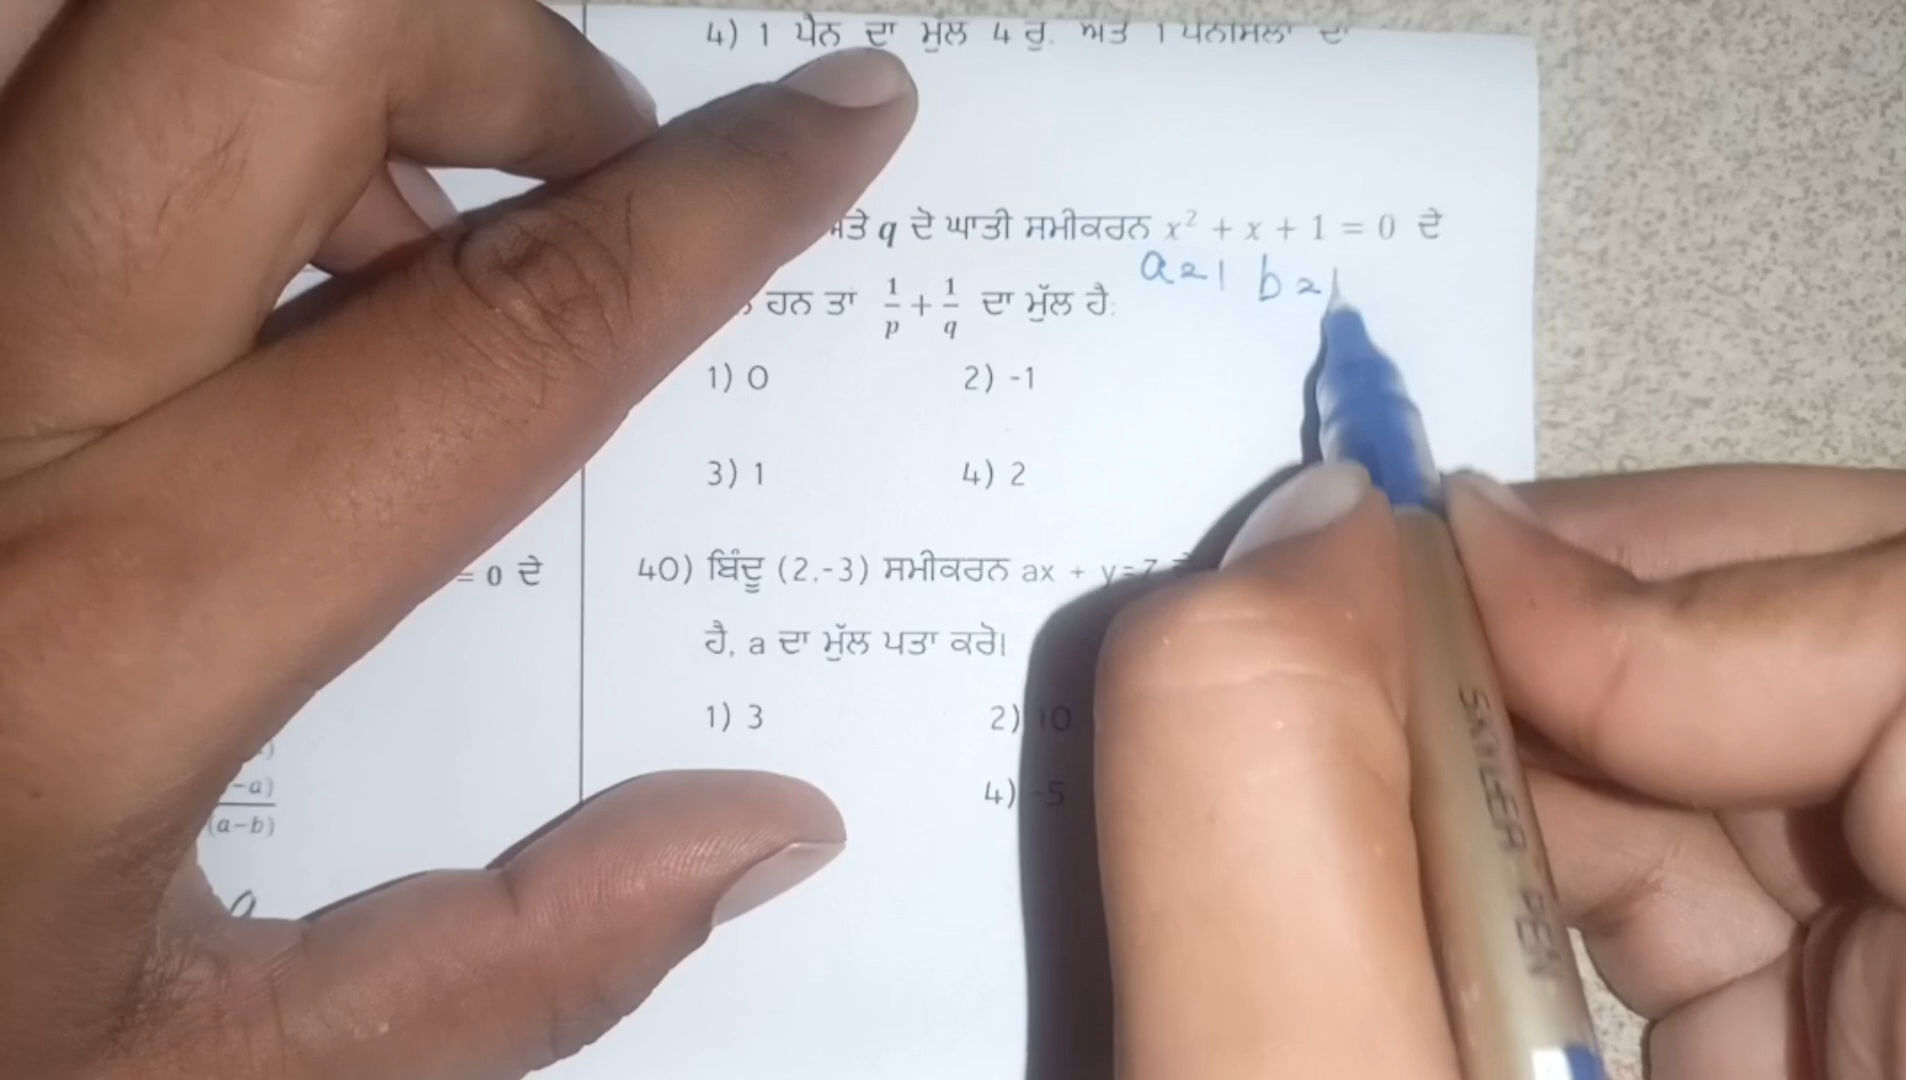 4) 1 ਪੈਨ ਦਾ ਮੁੱਲ 4 ਰੁ. ਅਤੇ 1
q ਦੋ ਘਾਤੀ ਸਮੀਕਰਨ x² + x + 1 = 0 ਦੇ
a=1 b=1
ਹਨ ਤਾਂ 1/p + 1/q ਦਾ ਮੁੱਲ ਹੈ:
1) 0 2) -1
3) 1 4) 2
= 0 ਦੇ
40) ਬਿੰਦੂ (2,-3) ਸਮੀਕਰਨ ax + y=7
ਹੈ, a ਦਾ ਮੁੱਲ ਪਤਾ ਕਰੋ।
1) 3 2) 10
4) -5
-a)
(a-b)
SKYLER PEN